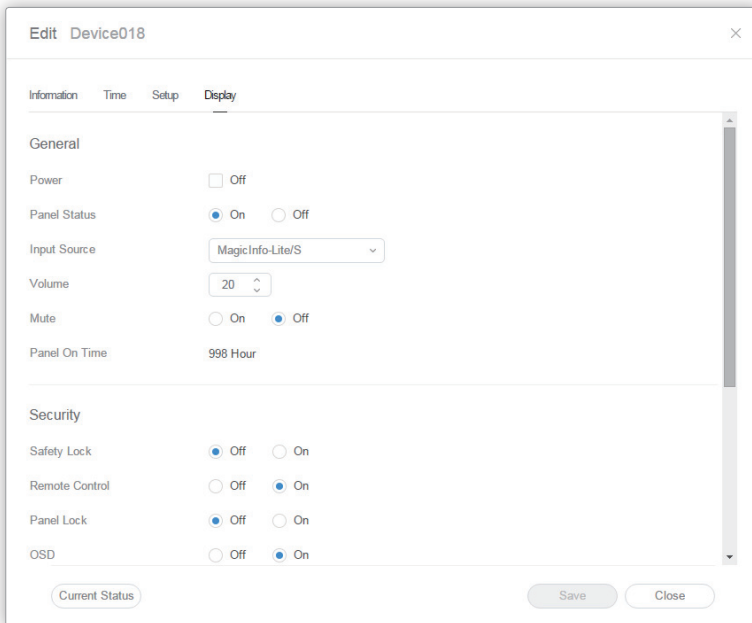 Edit Device018
Information Time Setup Display
General
Power Off
Panel Status On Off
Input Source MagicInfo-Lite/S
Volume 20
Mute On Off
Panel On Time 998 Hour
Security
Safety Lock Off On
Remote Control Off On
Panel Lock Off On
OSD Off On
Current Status Save Close